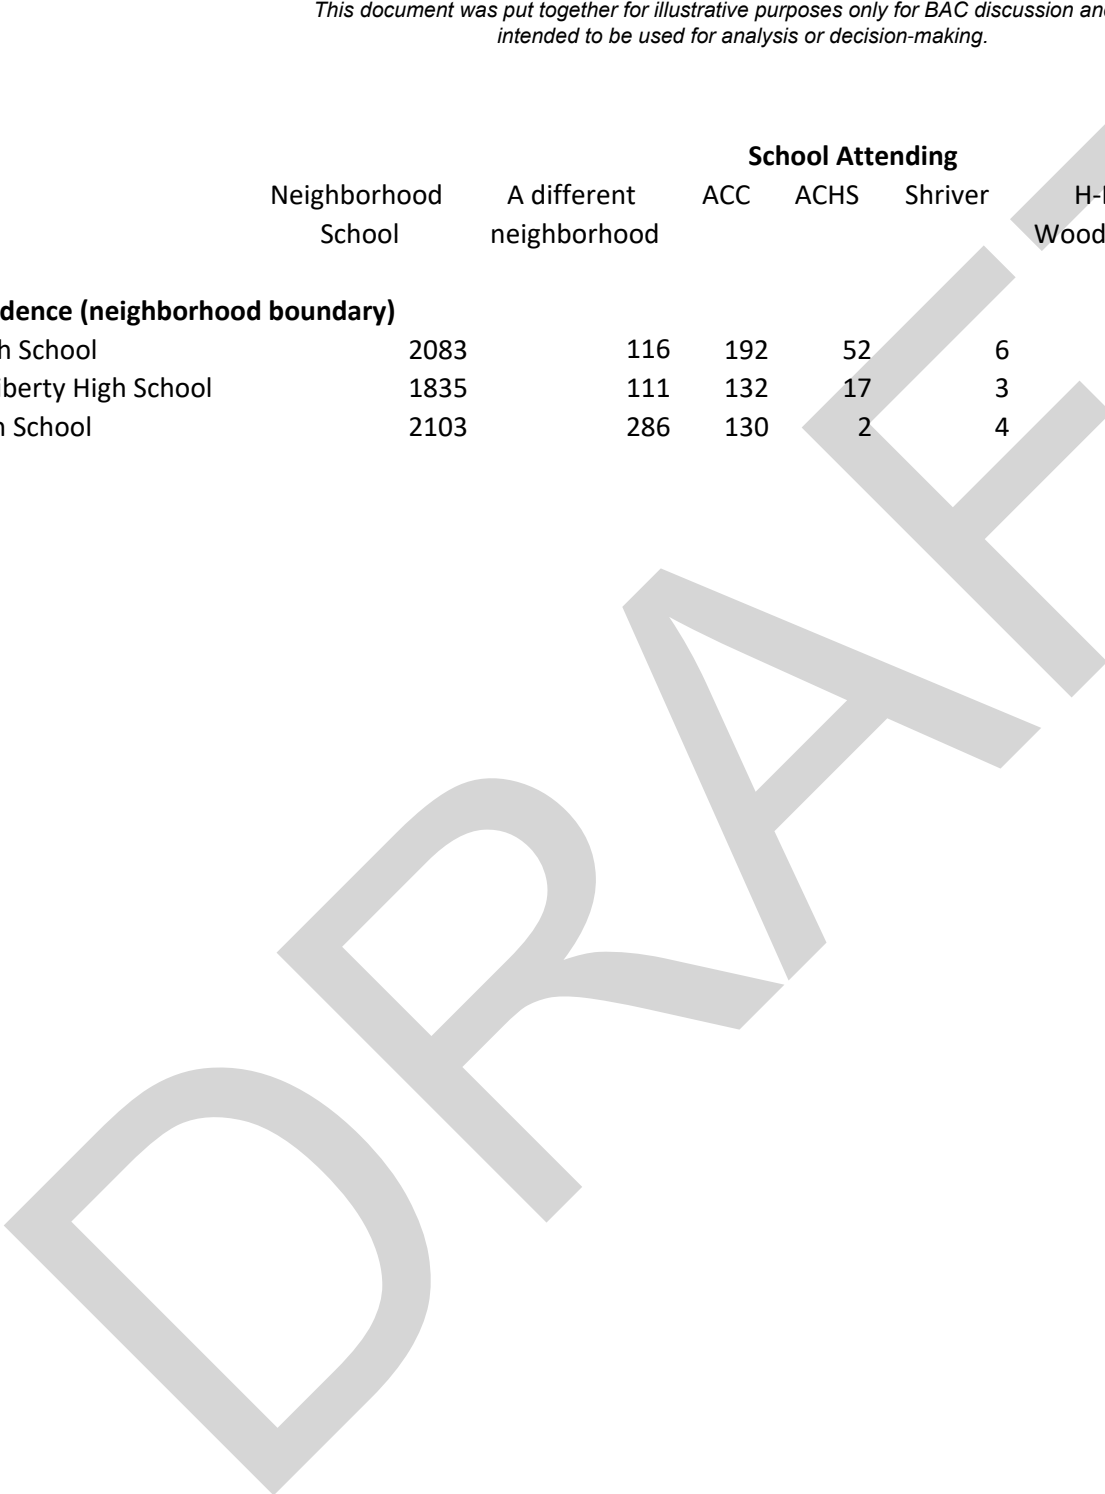 This document was put together for illustrative purposes only for BAC discussion an
intended to be used for analysis or decision-making.
School Attending
Neighborhood A different ACC ACHS Shriver H-
School neighborhood Wood
dence (neighborhood boundary)
h School 2083 116 192 52 6
iberty High School 1835 111 132 17 3
n School 2103 286 130 2 4
DRAFT